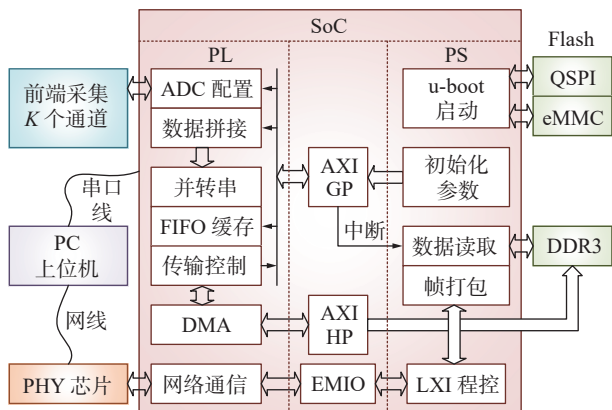 SoC
PL
PS
Flash
前端采集
K 个通道
ADC 配置
数据拼接
u-boot
启动
QSPI
eMMC
并转串
FIFO 缓存
传输控制
AXI
GP
初始化
参数
串口
线
中断
PC
上位机
数据读取
帧打包
DDR3
网线
DMA
AXI
HP
PHY 芯片
网络通信
EMIO
LXI 程控